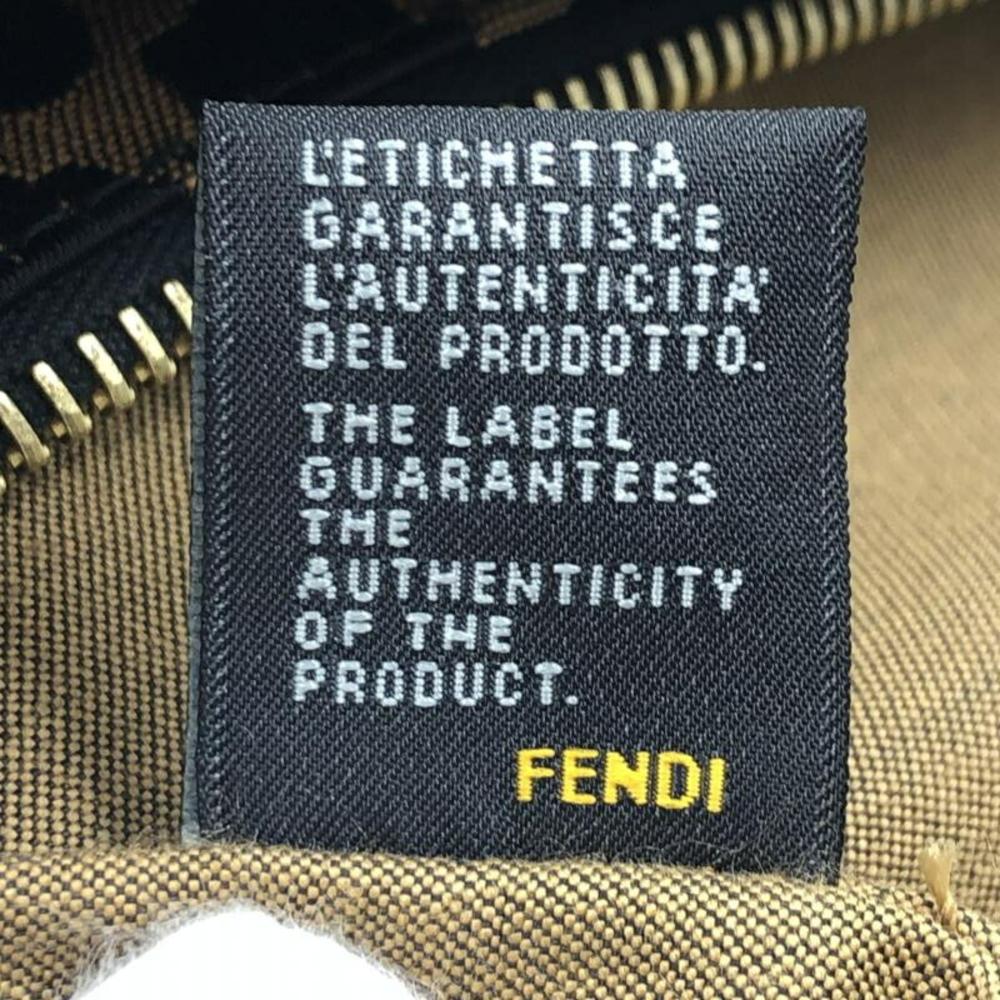 L'ETICHETTA
GARANTISCE
L'AUTENTICITA'
DEL PRODOTTO.
THE LABEL
GUARANTEES
THE
AUTHENTICITY
OF THE
PRODUCT.
FENDI